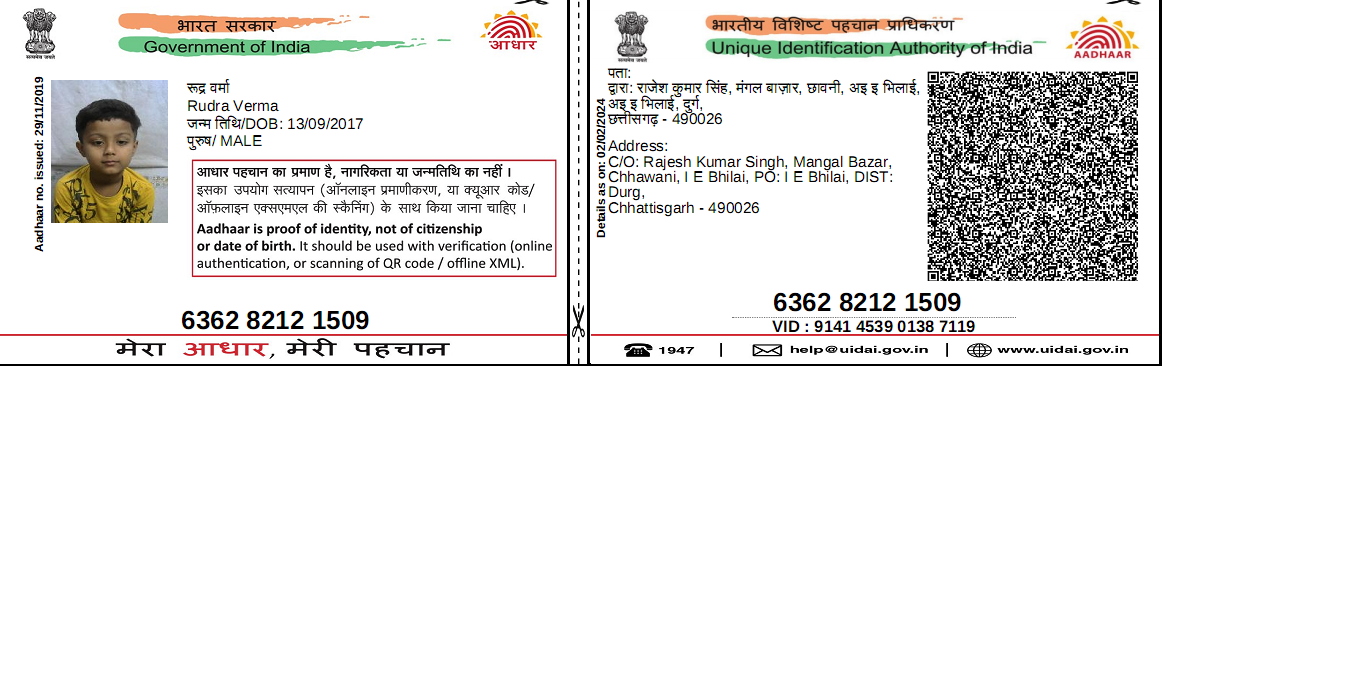 भारत सरकार
Government of India
आधार
Aadhaar no. issued: 29/11/2019
रूद्र वर्मा
Rudra Verma
जन्म तिथि/DOB: 13/09/2017
पुरुष/ MALE
आधार पहचान का प्रमाण है, नागरिकता या जन्मतिथि का नहीं ।
इसका उपयोग सत्यापन (ऑनलाइन प्रमाणीकरण, या क्यूआर कोड/
ऑफ़लाइन एक्सएमएल की स्कैनिंग) के साथ किया जाना चाहिए ।
Aadhaar is proof of identity, not of citizenship
or date of birth. It should be used with verification (online
authentication, or scanning of QR code / offline XML).
6362 8212 1509
मेरा आधार, मेरी पहचान
भारतीय विशिष्ट पहचान प्राधिकरण
Unique Identification Authority of India
AADHAAR
Details as on: 02/02/2024
पता:
द्वारा: राजेश कुमार सिंह, मंगल बाज़ार, छावनी, अइ इ भिलाई,
अइ इ भिलाई, दुर्ग,
छत्तीसगढ़ - 490026
Address:
C/O: Rajesh Kumar Singh, Mangal Bazar,
Chhawani, I E Bhilai, PO: I E Bhilai, DIST:
Durg,
Chhattisgarh - 490026
6362 8212 1509
VID : 9141 4539 0138 7119
1947 | help@uidai.gov.in | www.uidai.gov.in